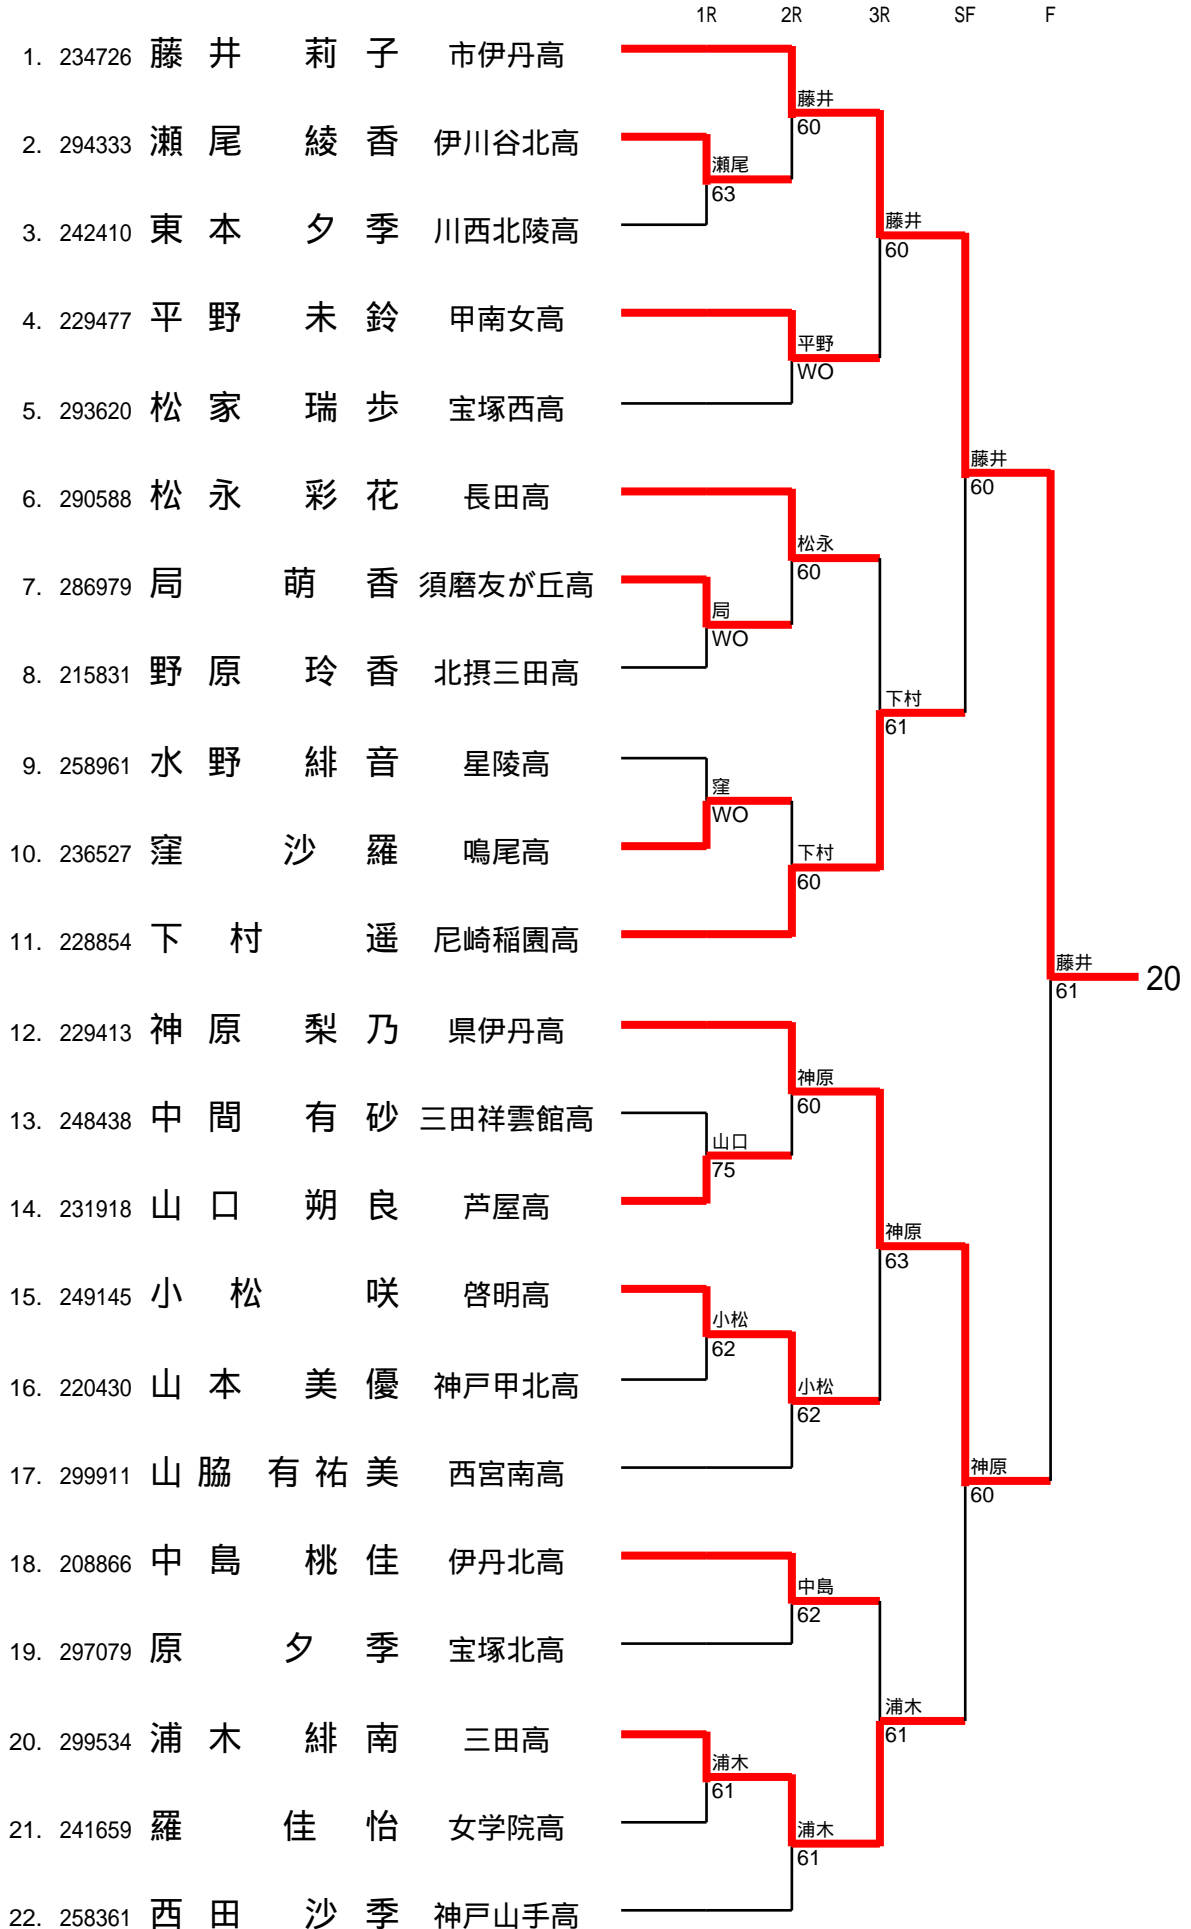 1R 2R 3R SF F
1. 234726 藤井 莉子 市伊丹高
藤井
60
2. 294333 瀬尾 綾香 伊川谷北高
瀬尾
63
3. 242410 東本 夕季 川西北陵高
藤井
60
4. 229477 平野 未鈴 甲南女高
平野
WO
5. 293620 松家 瑞歩 宝塚西高
藤井
60
6. 290588 松永 彩花 長田高
松永
60
7. 286979 局 萌香 須磨友が丘高
局
WO
8. 215831 野原 玲香 北摂三田高
下村
61
9. 258961 水野 緋音 星陵高
窪
WO
10. 236527 窪 沙羅 鳴尾高
下村
60
11. 228854 下村 遥 尼崎稲園高
藤井
61
20
12. 229413 神原 梨乃 県伊丹高
神原
60
13. 248438 中間 有砂 三田祥雲館高
山口
75
14. 231918 山口 朔良 芦屋高
神原
63
15. 249145 小松 咲 啓明高
小松
62
16. 220430 山本 美優 神戸甲北高
小松
62
17. 299911 山脇 有祐美 西宮南高
神原
60
18. 208866 中島 桃佳 伊丹北高
中島
62
19. 297079 原 夕季 宝塚北高
浦木
61
20. 299534 浦木 緋南 三田高
浦木
61
21. 241659 羅 佳怡 女学院高
浦木
61
22. 258361 西田 沙季 神戸山手高